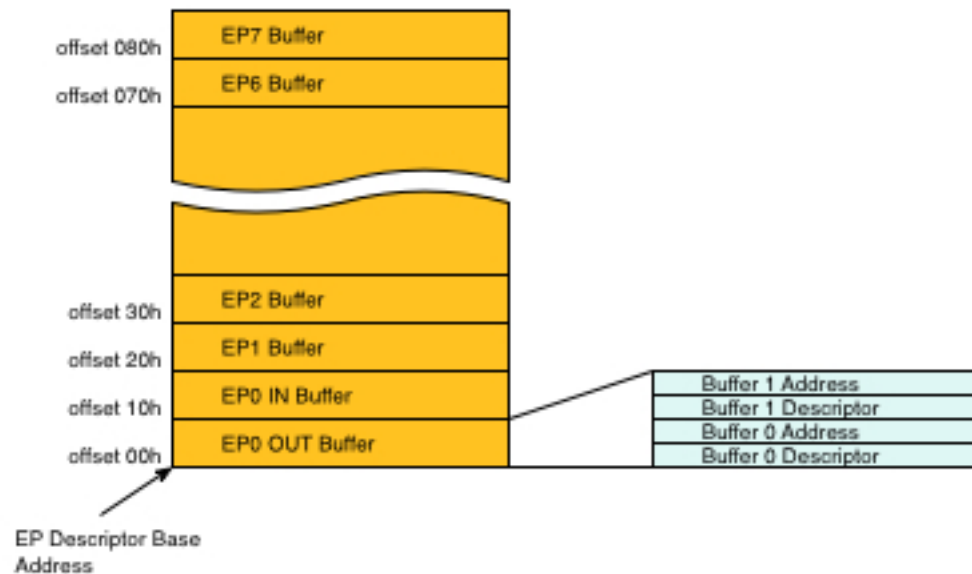 EP7 Buffer
offset 080h
EP6 Buffer
offset 070h
EP2 Buffer
offset 30h
EP1 Buffer
offset 20h
EP0 IN Buffer
offset 10h
EP0 OUT Buffer
offset 00h
Buffer 1 Address
Buffer 1 Descriptor
Buffer 0 Address
Buffer 0 Descriptor
EP Descriptor Base
Address